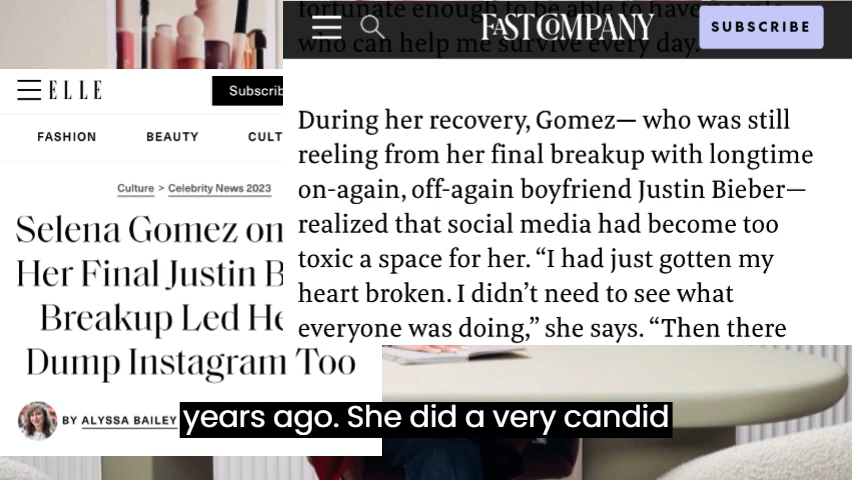 fortunate enough to be able to have
who can help me survive every day.
FAST COMPANY
SUBSCRIBE
ELLE
Subscrib
FASHION BEAUTY CULT
Culture > Celebrity News 2023
Selena Gomez on
Her Final Justin B
Breakup Led He
Dump Instagram Too
BY ALYSSA BAILEY
During her recovery, Gomez— who was still
reeling from her final breakup with longtime
on-again, off-again boyfriend Justin Bieber—
realized that social media had become too
toxic a space for her. “I had just gotten my
heart broken. I didn’t need to see what
everyone was doing,” she says. “Then there
years ago. She did a very candid